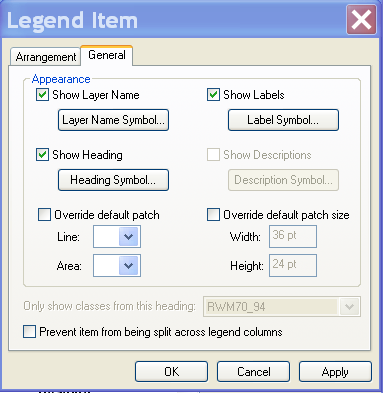 Legend Item
Arrangement General
Appearance
Show Layer Name Show Labels
Layer Name Symbol... Label Symbol...
Show Heading Show Descriptions
Heading Symbol... Description Symbol...
Override default patch Override default patch size
Line: Width: 36 pt
Area: Height: 24 pt
Only show classes from this heading: RWM70_94
Prevent item from being split across legend columns
OK Cancel Apply